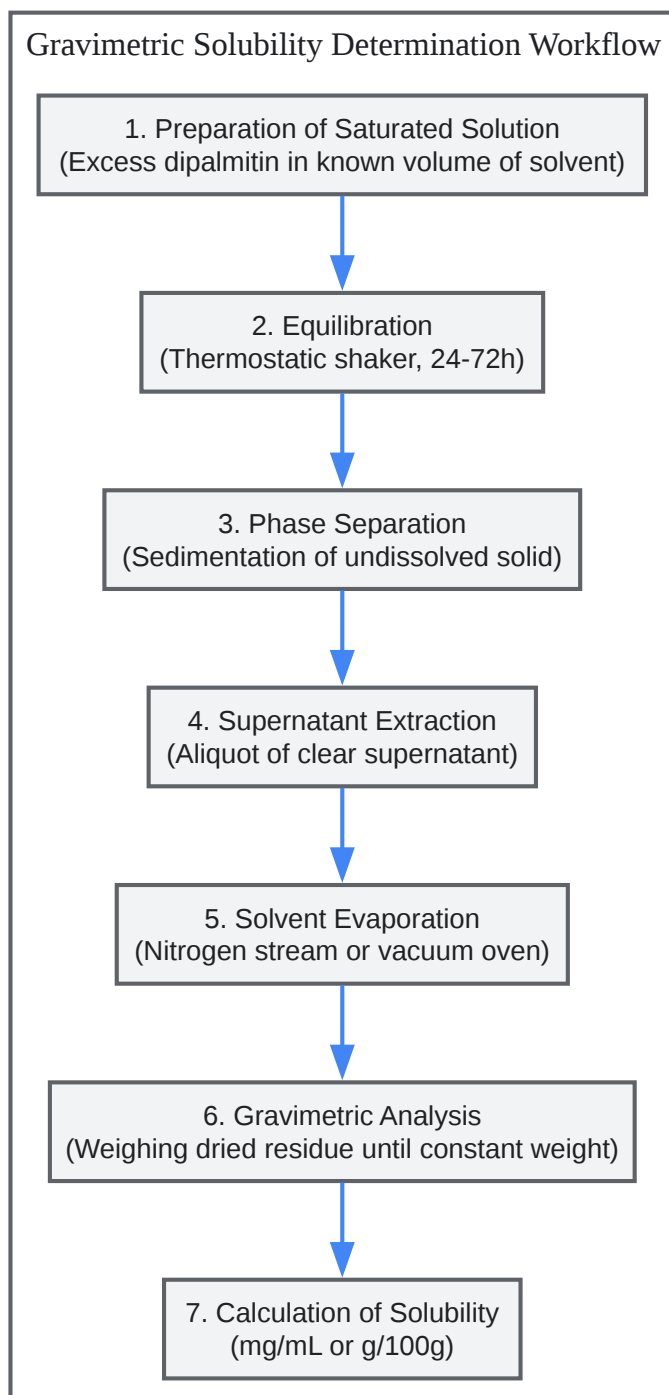 Gravimetric Solubility Determination Workflow
1. Preparation of Saturated Solution
(Excess dipalmitin in known volume of solvent)
2. Equilibration
(Thermostatic shaker, 24-72h)
3. Phase Separation
(Sedimentation of undissolved solid)
4. Supernatant Extraction
(Aliquot of clear supernatant)
5. Solvent Evaporation
(Nitrogen stream or vacuum oven)
6. Gravimetric Analysis
(Weighing dried residue until constant weight)
7. Calculation of Solubility
(mg/mL or g/100g)